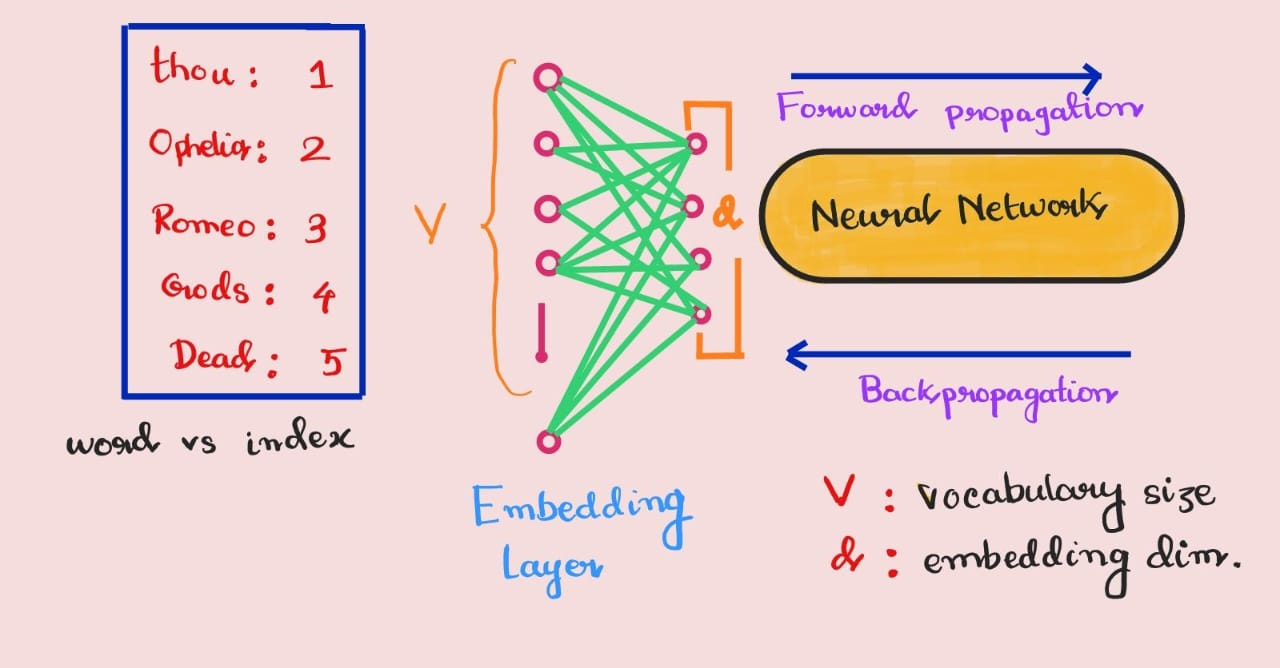 thou : 1
Ophelia : 2
Romeo : 3
Gods : 4
Dead : 5
word vs index
V
Embedding
Layer
d
Forward propagation
Neural Network
Backpropagation
V : vocabulary size
d : embedding dim.